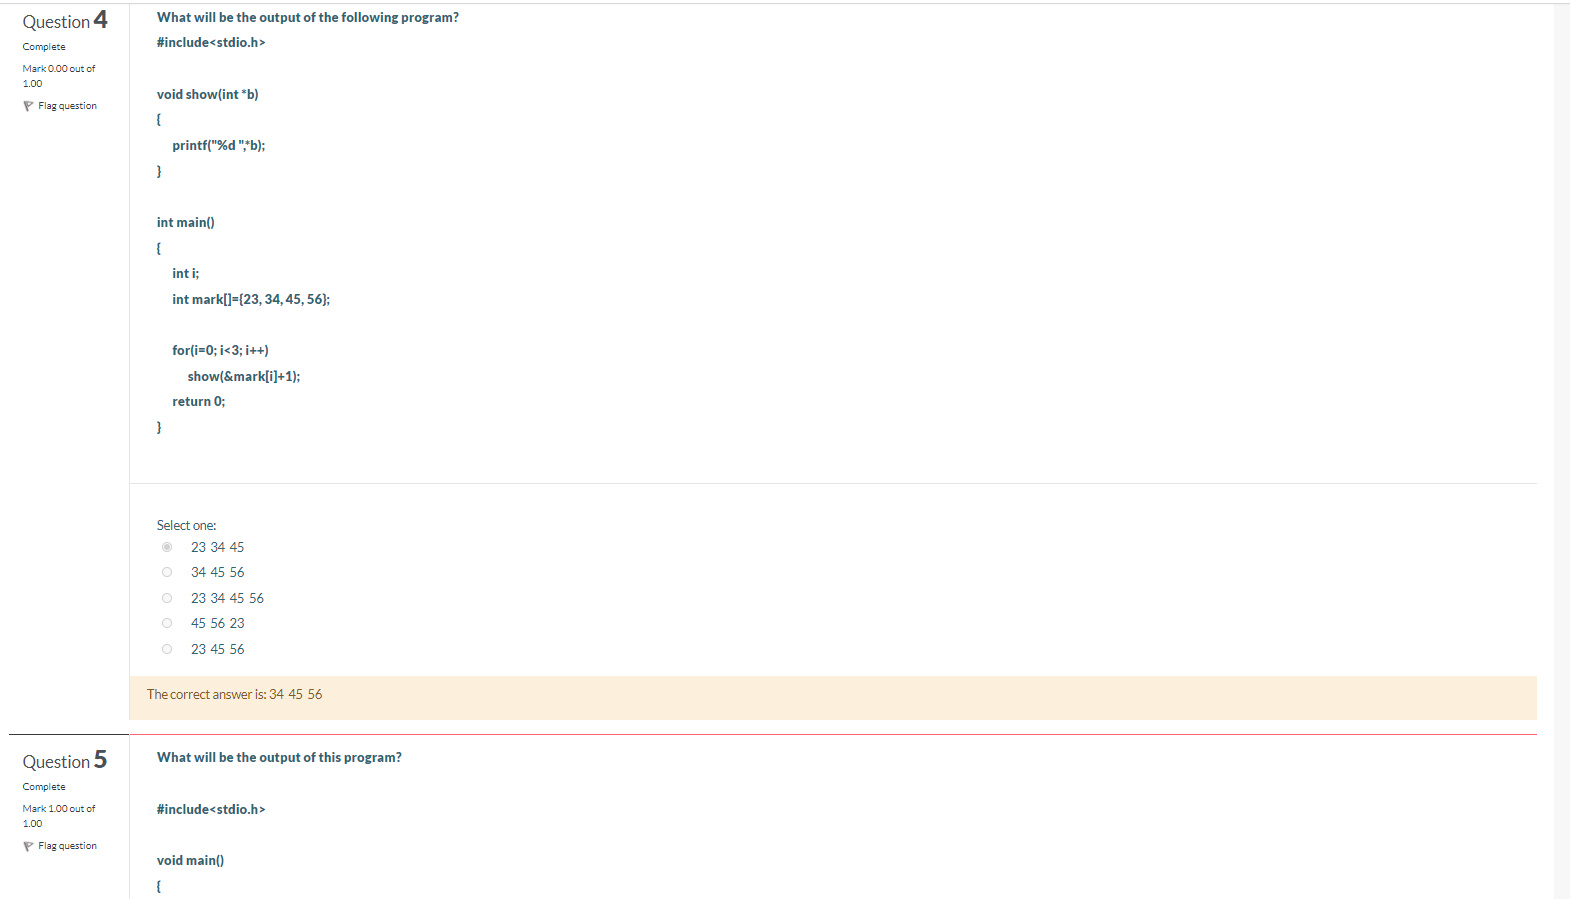 Question 4
Complete
Mark 0.00 out of
1.00
Flag question
What will be the output of the following program?
#include<stdio.h>
void show(int *b)
{
printf("%d ",*b);
}
int main()
{
int i;
int mark[]={23, 34, 45, 56};
for(i=0; i<3; i++)
show(&mark[i]+1);
return 0;
}
Select one:
23 34 45
34 45 56
23 34 45 56
45 56 23
23 45 56
The correct answer is: 34 45 56
Question 5
Complete
Mark 1.00 out of
1.00
Flag question
What will be the output of this program?
#include<stdio.h>
void main()
{